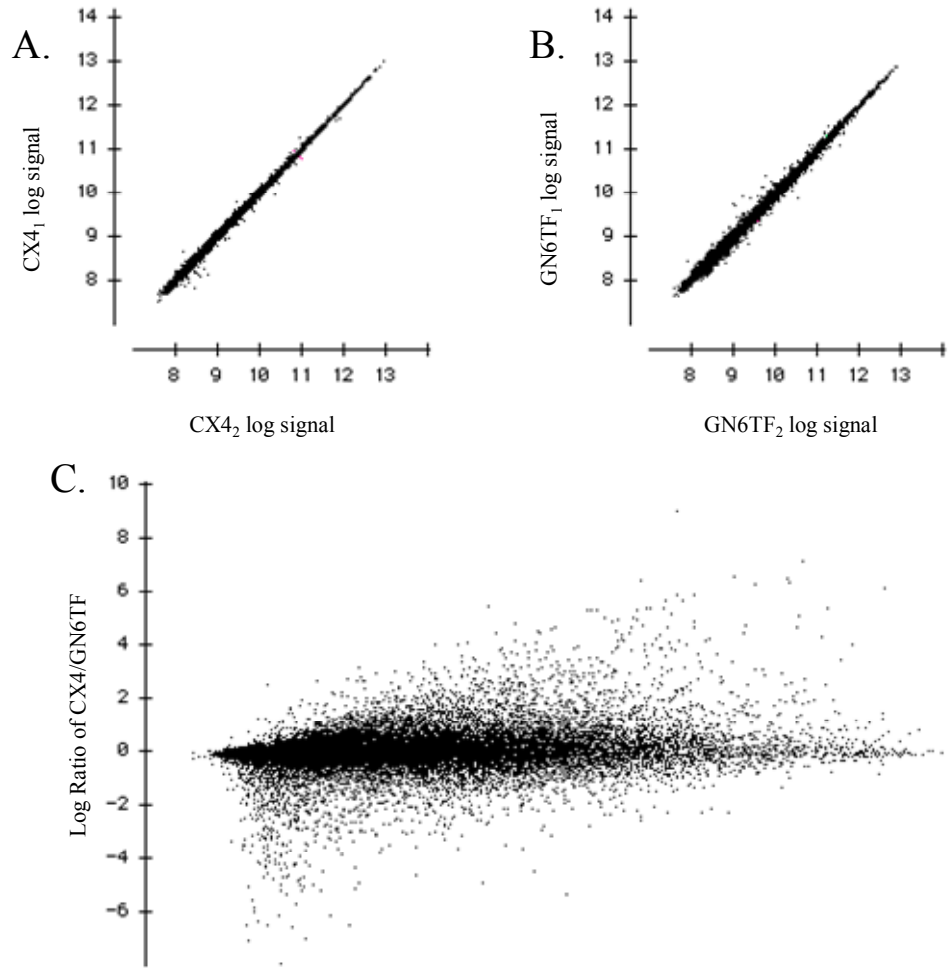 A.
14
13
12
11
10
9
8
CX4₁ log signal
8 9 10 11 12 13
CX4₂ log signal
B.
14
13
12
11
10
9
8
GN6TF₁ log signal
8 9 10 11 12 13
GN6TF₂ log signal
C.
10
8
6
4
2
0
-2
-4
-6
Log Ratio of CX4/GN6TF